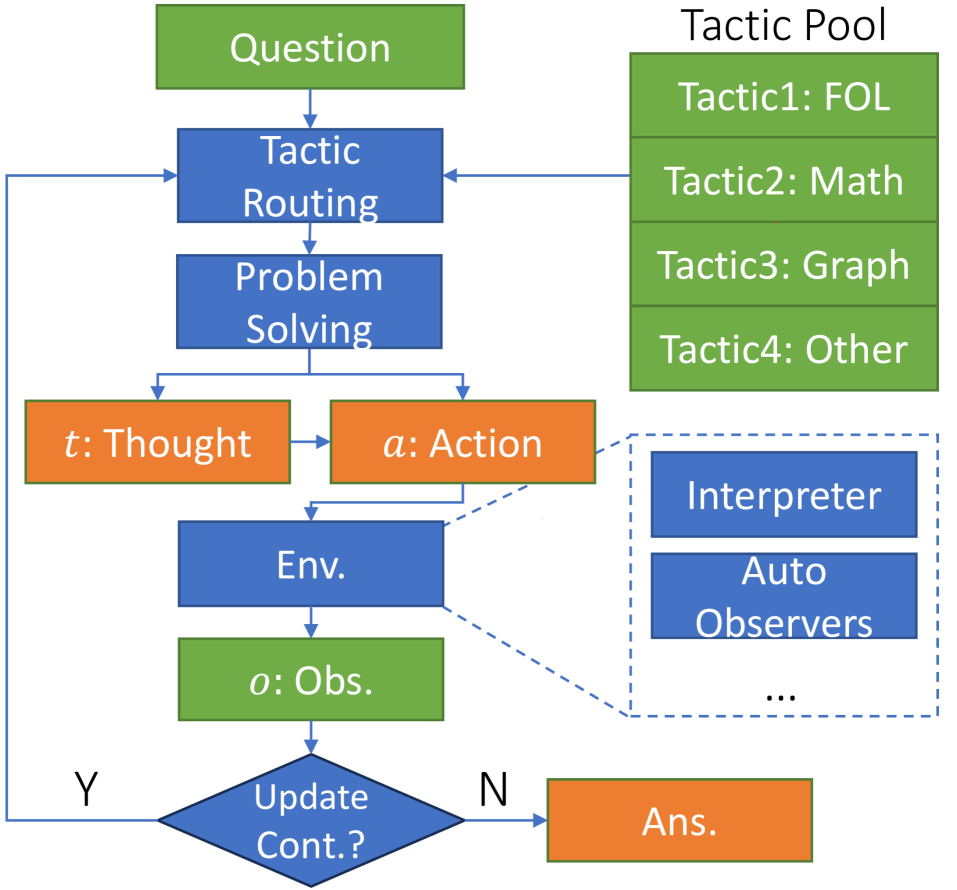 Question
Tactic Pool
Tactic1: FOL
Tactic2: Math
Tactic3: Graph
Tactic4: Other
Tactic
Routing
Problem
Solving
t: Thought
a: Action
Env.
Interpreter
Auto
Observers
...
o: Obs.
Update
Cont.?
Y
N
Ans.